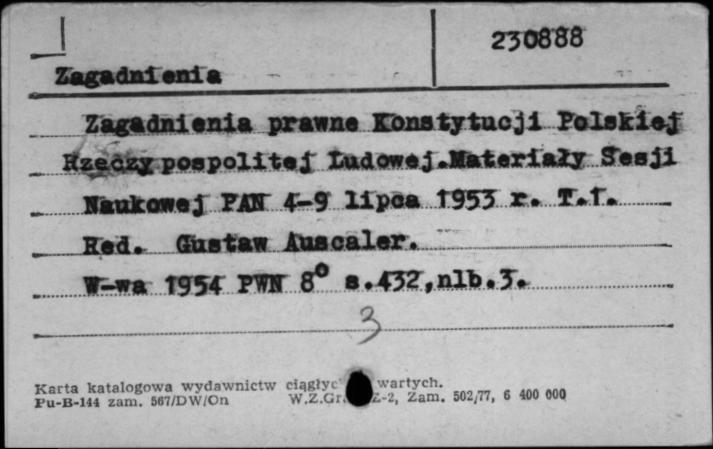 230888
Zagadnienia
Zagadnienia prawne Konstytucji Polskiej
Rzeczypospolitej Ludowej.Materiały Sesji
Naukowej PAN 4-9 lipca 1953 r. T.1.
Red. Gustaw Auscaler.
W-wa 1954 PWN 8° s.432,nlb.3.
3
Karta katalogowa wydawnictw ciągłyc wartych.
Pu-B-144 zam. 567/DW/On W.Z.Gr. Z-2, Zam. 502/77, 6 400 000